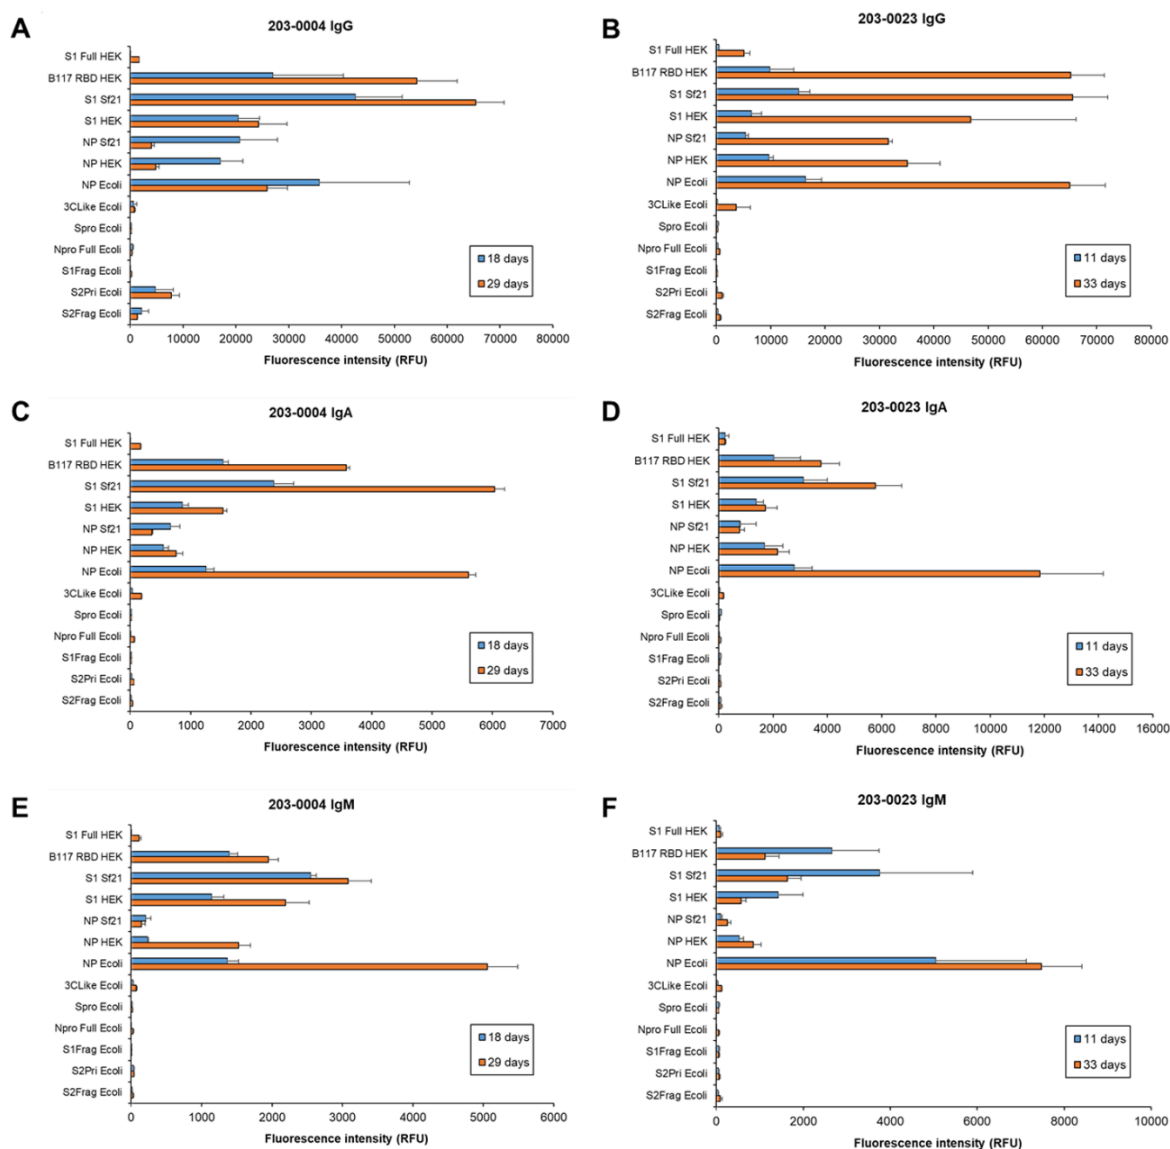 A
203-0004 IgG
S1 Full HEK
B117 RBD HEK
S1 Sf21
S1 HEK
NP Sf21
NP HEK
NP Ecoli
3CLike Ecoli
Spro Ecoli
Npro Full Ecoli
S1Frag Ecoli
S2Pri Ecoli
S2Frag Ecoli
18 days
29 days
0 10000 20000 30000 40000 50000 60000 70000 80000
Fluorescence intensity (RFU)
B
203-0023 IgG
S1 Full HEK
B117 RBD HEK
S1 Sf21
S1 HEK
NP Sf21
NP HEK
NP Ecoli
3CLike Ecoli
Spro Ecoli
Npro Full Ecoli
S1Frag Ecoli
S2Pri Ecoli
S2Frag Ecoli
11 days
33 days
0 10000 20000 30000 40000 50000 60000 70000 80000
Fluorescence intensity (RFU)
C
203-0004 IgA
S1 Full HEK
B117 RBD HEK
S1 Sf21
S1 HEK
NP Sf21
NP HEK
NP Ecoli
3CLike Ecoli
Spro Ecoli
Npro Full Ecoli
S1Frag Ecoli
S2Pri Ecoli
S2Frag Ecoli
18 days
29 days
0 1000 2000 3000 4000 5000 6000 7000
Fluorescence intensity (RFU)
D
203-0023 IgA
S1 Full HEK
B117 RBD HEK
S1 Sf21
S1 HEK
NP Sf21
NP HEK
NP Ecoli
3CLike Ecoli
Spro Ecoli
Npro Full Ecoli
S1Frag Ecoli
S2Pri Ecoli
S2Frag Ecoli
11 days
33 days
0 2000 4000 6000 8000 10000 12000 14000 16000
Fluorescence intensity (RFU)
E
203-0004 IgM
S1 Full HEK
B117 RBD HEK
S1 Sf21
S1 HEK
NP Sf21
NP HEK
NP Ecoli
3CLike Ecoli
Spro Ecoli
Npro Full Ecoli
S1Frag Ecoli
S2Pri Ecoli
S2Frag Ecoli
18 days
29 days
0 1000 2000 3000 4000 5000 6000
Fluorescence intensity (RFU)
F
203-0023 IgM
S1 Full HEK
B117 RBD HEK
S1 Sf21
S1 HEK
NP Sf21
NP HEK
NP Ecoli
3CLike Ecoli
Spro Ecoli
Npro Full Ecoli
S1Frag Ecoli
S2Pri Ecoli
S2Frag Ecoli
11 days
33 days
0 2000 4000 6000 8000 10000
Fluorescence intensity (RFU)